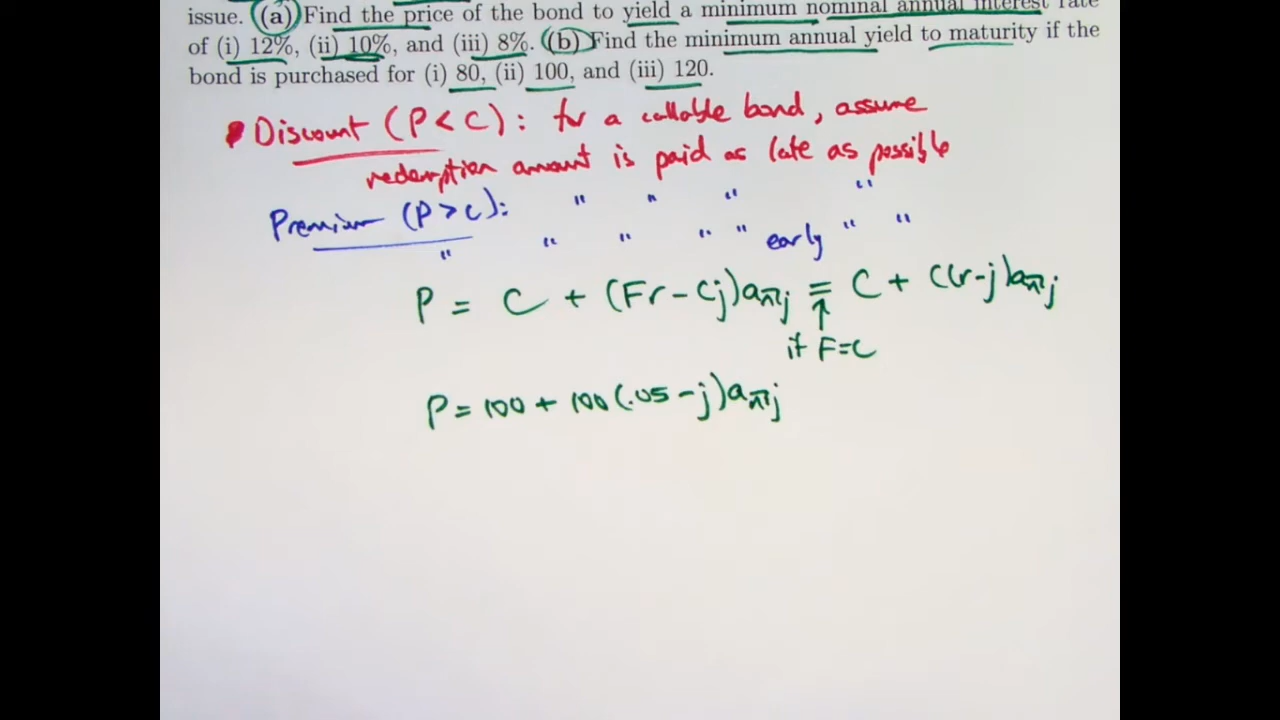 issue. (a) Find the price of the bond to yield a minimum nominal annual interest rate
of (i) 12%, (ii) 10%, and (iii) 8%. (b) Find the minimum annual yield to maturity if the
bond is purchased for (i) 80, (ii) 100, and (iii) 120.
Discount (P < C): for a callable bond, assume
redemption amount is paid as late as possible
Premium (P > C): " " " "
" " " " " early " "
P = C + (Fr - Cj)a_n̅|j = C + C(r-j)a_n̅|j
↑
if F=C
P = 100 + 100(.05 - j)a_n̅|j